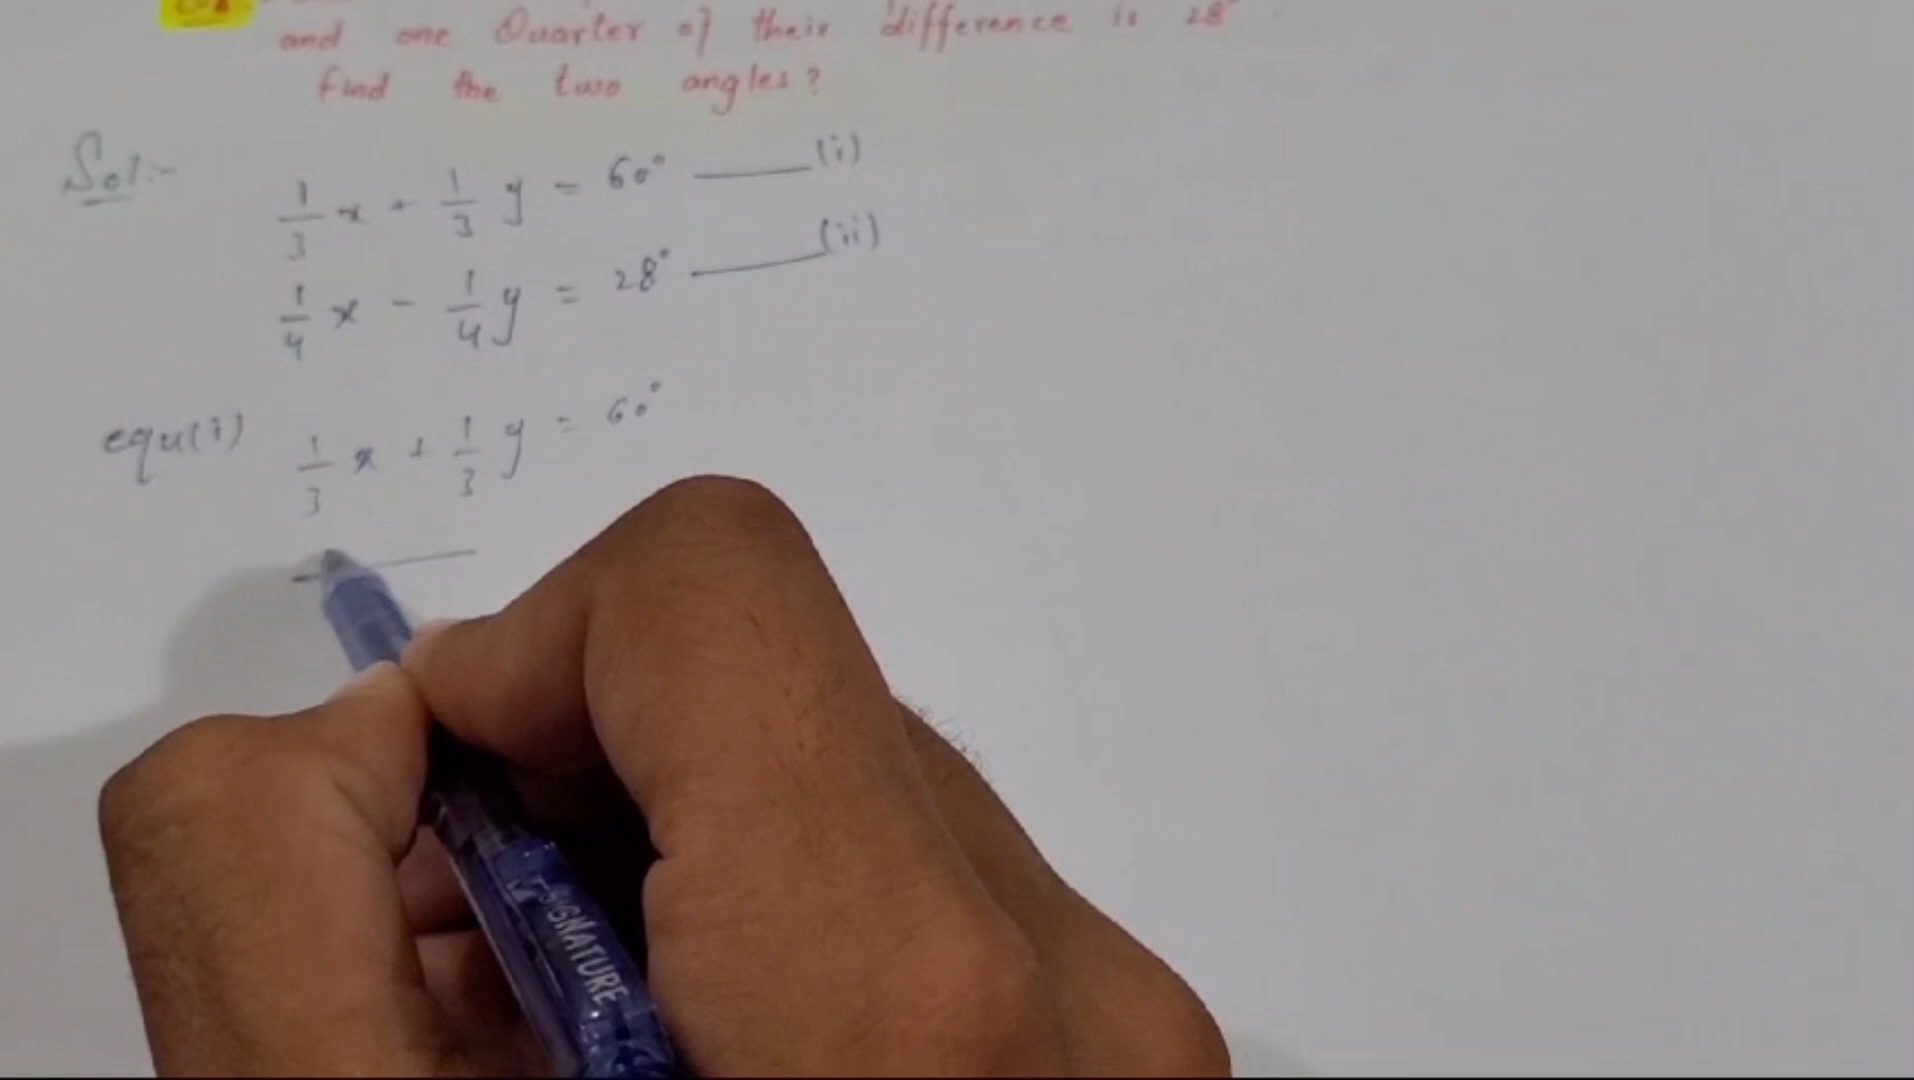 and one Quarter of their difference is 28°.
find the two angles?
Sol:-
1/3 x + 1/3 y = 60° ——— (i)
1/4 x - 1/4 y = 28° ——— (ii)
equ(i) 1/3 x + 1/3 y = 60°
SIGNATURE